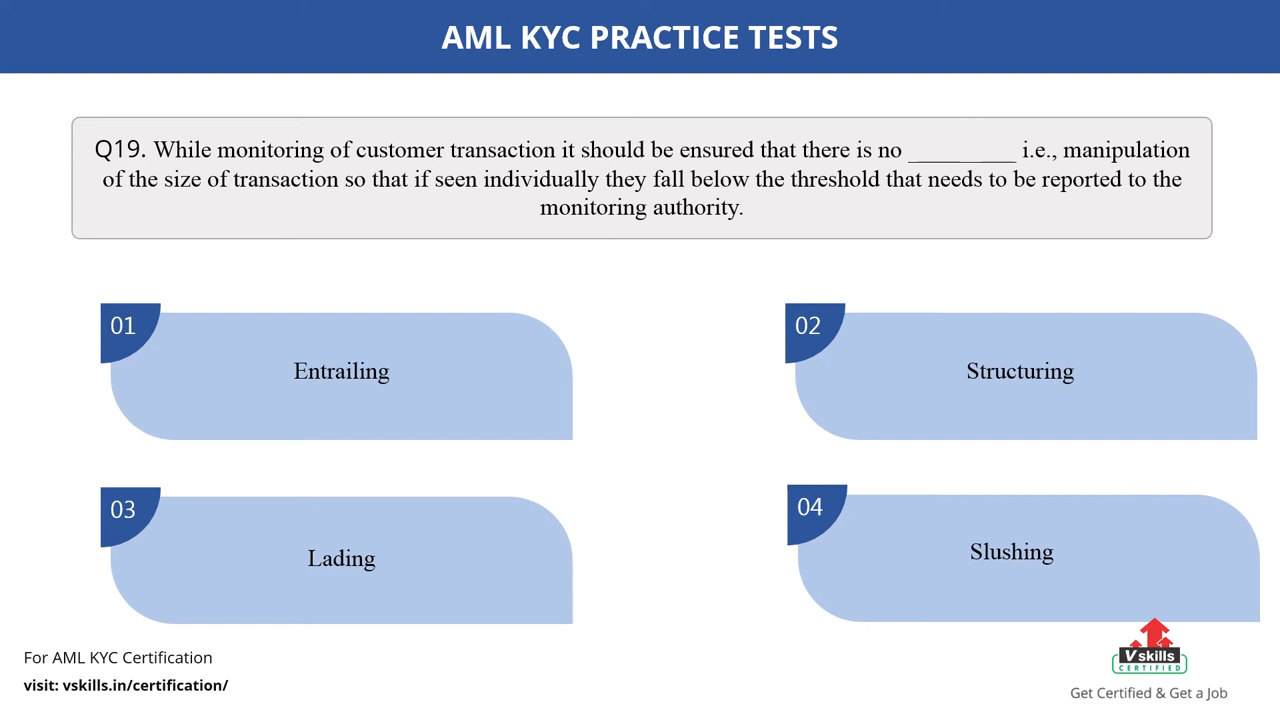 AML KYC PRACTICE TESTS
Q19. While monitoring of customer transaction it should be ensured that there is no _________ i.e., manipulation
of the size of transaction so that if seen individually they fall below the threshold that needs to be reported to the
monitoring authority.
01
Entrailing
02
Structuring
03
Lading
04
Slushing
For AML KYC Certification
visit: vskills.in/certification/
Vskills
CERTIFIED
Get Certified & Get a Job